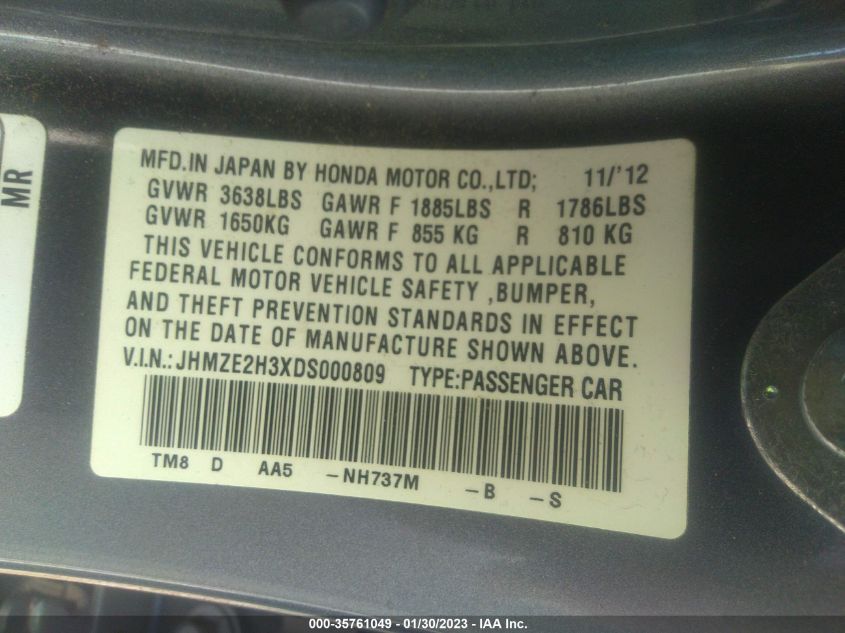 MR
MFD.IN JAPAN BY HONDA MOTOR CO.,LTD; 11/'12
GVWR 3638LBS GAWR F 1885LBS R 1786LBS
GVWR 1650KG GAWR F 855 KG R 810 KG
THIS VEHICLE CONFORMS TO ALL APPLICABLE
FEDERAL MOTOR VEHICLE SAFETY ,BUMPER,
AND THEFT PREVENTION STANDARDS IN EFFECT
ON THE DATE OF MANUFACTURE SHOWN ABOVE.
V.I.N.:JHMZE2H3XDS000809 TYPE:PASSENGER CAR
TM8 D AA5 -NH737M -B -S
000-35761049 - 01/30/2023 - IAA Inc.